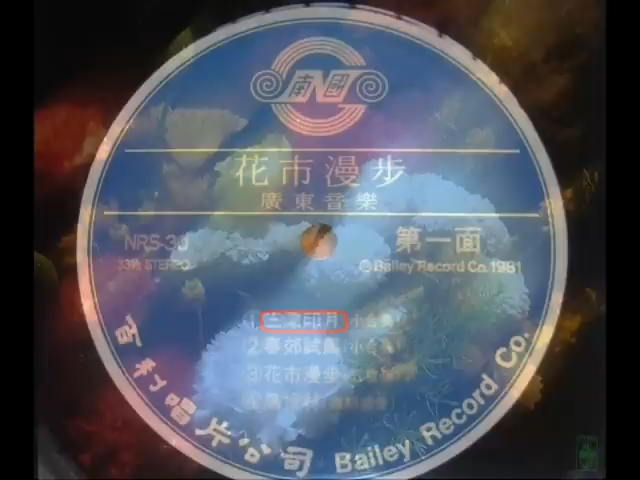 南國
花市漫步
廣東音樂
NRS-30
33⅓ STEREO
第一面
Ⓟ Bailey Record Co. 1981
三潭印月
2 春郊試馬
3 花市漫步
百利唱片公司 Bailey Record Co.